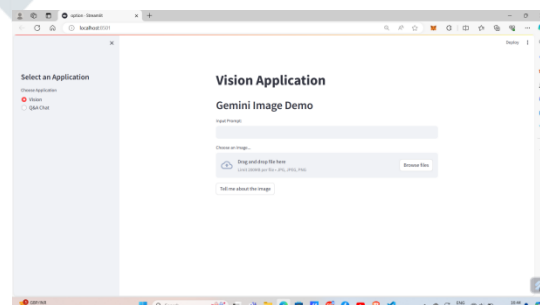 option · Streamlit
localhost:8501
Deploy
Select an Application
Choose Application
Vision
Q&A Chat
Vision Application
Gemini Image Demo
Input Prompt:
Choose an image...
Drag and drop file here
Limit 200MB per file • JPG, JPEG, PNG
Browse files
Tell me about the image